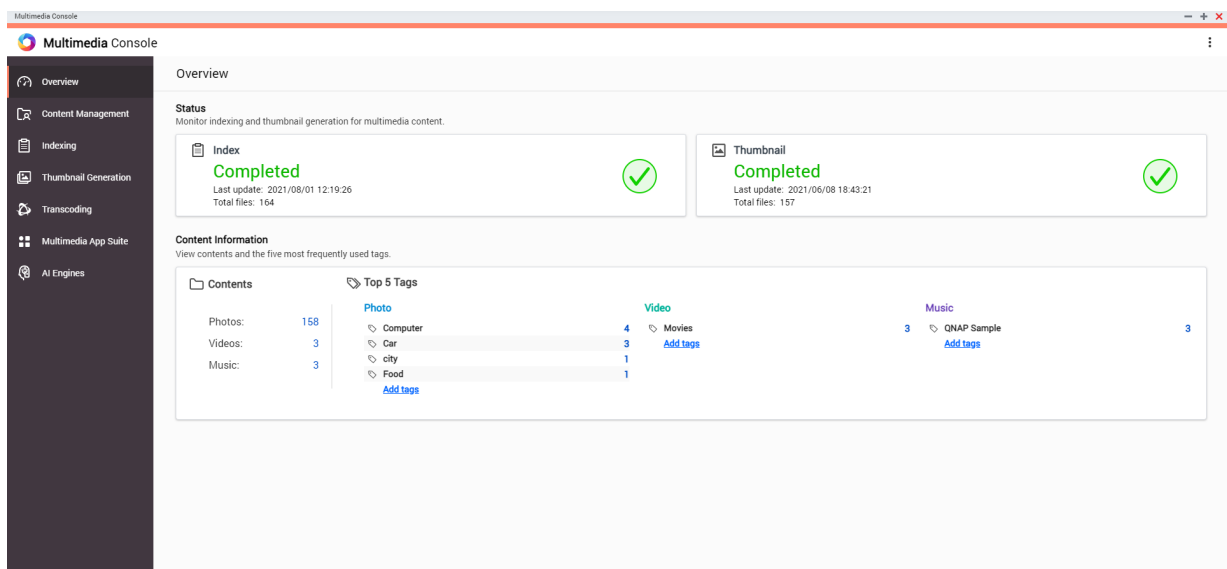 Multimedia Console
Multimedia Console
Overview
Content Management
Indexing
Thumbnail Generation
Transcoding
Multimedia App Suite
AI Engines
Overview
Status
Monitor indexing and thumbnail generation for multimedia content.
Index
Completed
Last update: 2021/08/01 12:19:26
Total files: 164
Thumbnail
Completed
Last update: 2021/06/08 18:43:21
Total files: 157
Content Information
View contents and the five most frequently used tags.
Contents
Photos: 158
Videos: 3
Music: 3
Top 5 Tags
Photo
Computer 4
Car 3
city 1
Food 1
Add tags
Video
Movies 3
Add tags
Music
QNAP Sample 3
Add tags